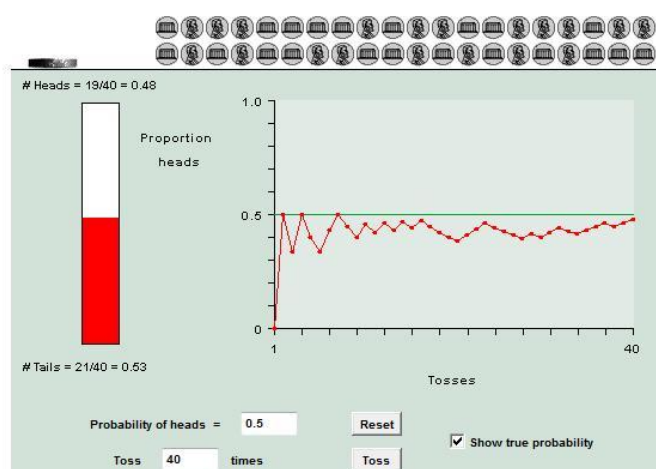 # Heads = 19/40 = 0.48
1.0
Proportion
heads
0.5
0
1
40
# Tails = 21/40 = 0.53
Tosses
Probability of heads = 0.5 Reset
Show true probability
Toss 40 times Toss